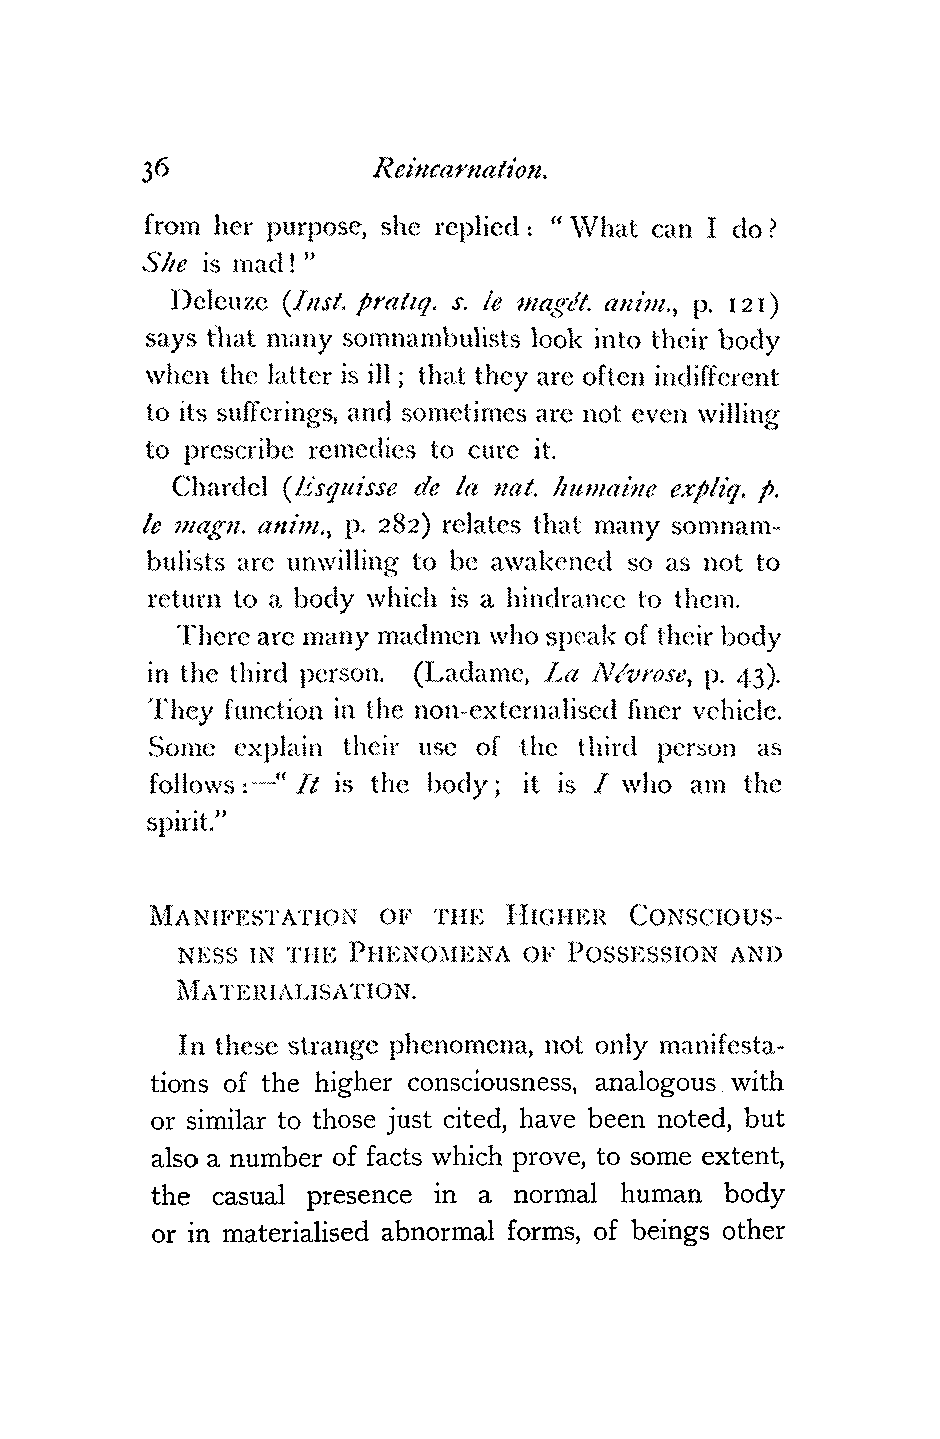 36 Reincarnation.
from her purpose, she replied: "What can I do?
She is mad!"
Deleuze (Inst. pratiq. s. le magét. anim., p. 121)
says that many somnambulists look into their body
when the latter is ill; that they are often indifferent
to its sufferings, and sometimes are not even willing
to prescribe remedies to cure it.
Chardel (Esquisse de la nat. humaine expliq. p.
le magn. anim., p. 282) relates that many somnam-
bulists are unwilling to be awakened so as not to
return to a body which is a hindrance to them.
There are many madmen who speak of their body
in the third person. (Ladame, La Névrose, p. 43).
They function in the non-externalised finer vehicle.
Some explain their use of the third person as
follows:—"It is the body; it is I who am the
spirit."
MANIFESTATION OF THE HIGHER CONSCIOUS-
NESS IN THE PHENOMENA OF POSSESSION AND
MATERIALISATION.
In these strange phenomena, not only manifesta-
tions of the higher consciousness, analogous with
or similar to those just cited, have been noted, but
also a number of facts which prove, to some extent,
the casual presence in a normal human body
or in materialised abnormal forms, of beings other